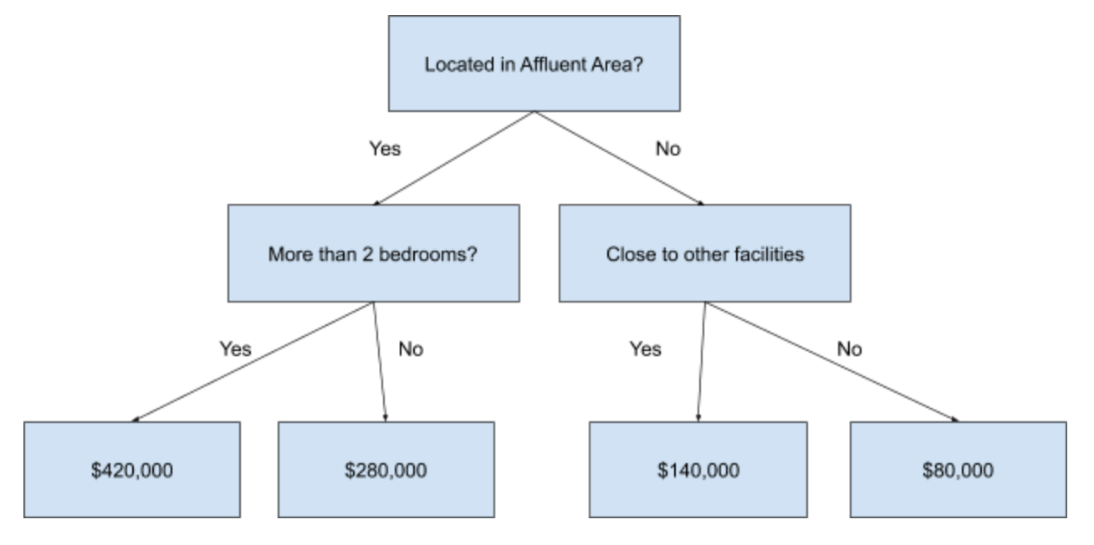 Located in Affluent Area?
Yes
No
More than 2 bedrooms?
Close to other facilities
Yes
No
Yes
No
$420,000
$280,000
$140,000
$80,000